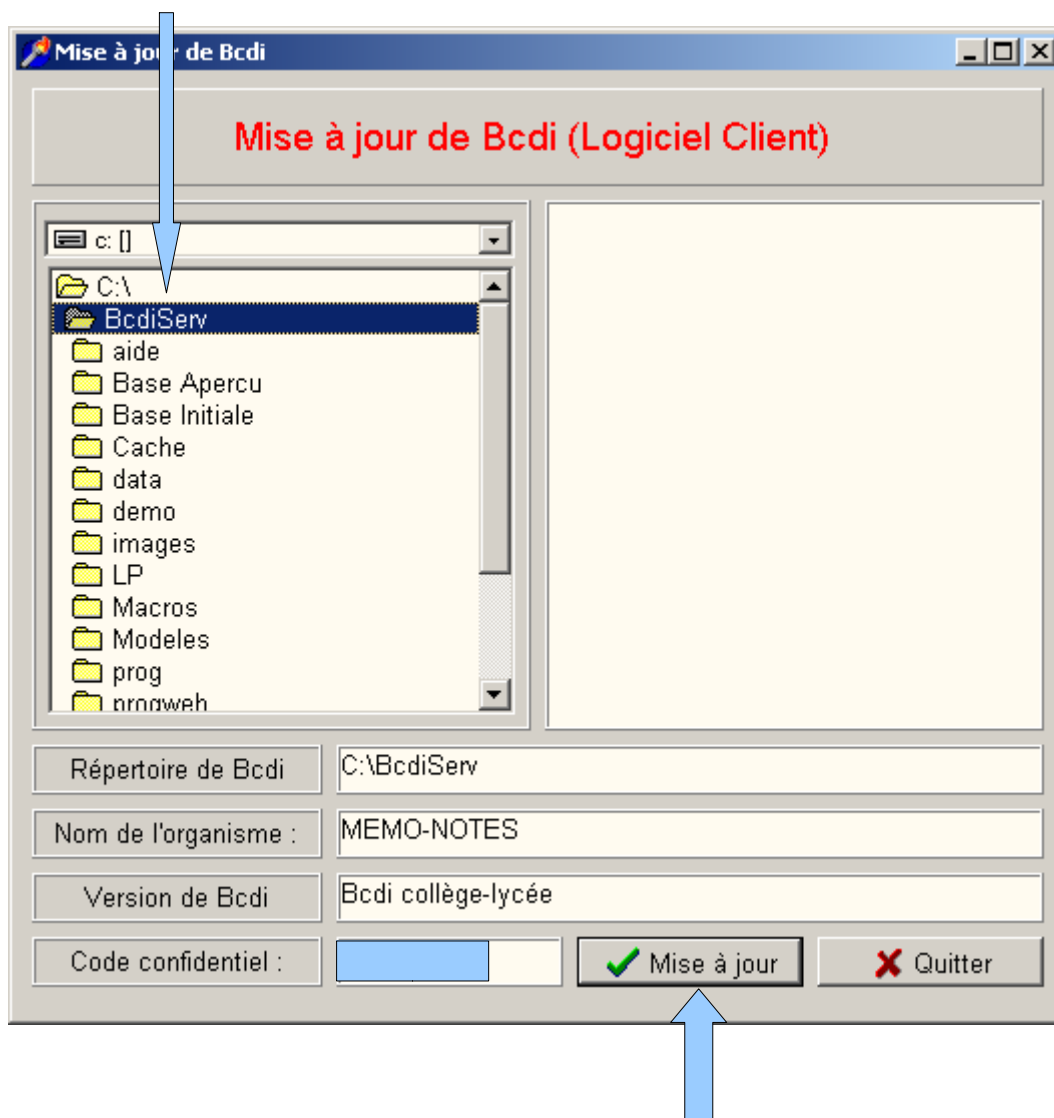 Mise à jour de Bcdi
Mise à jour de Bcdi (Logiciel Client)
c: []
C:\
BcdiServ
aide
Base Apercu
Base Initiale
Cache
data
demo
images
LP
Macros
Modeles
prog
progweb
Répertoire de Bcdi
C:\BcdiServ
Nom de l'organisme :
MEMO-NOTES
Version de Bcdi
Bcdi collège-lycée
Code confidentiel :
Mise à jour
Quitter